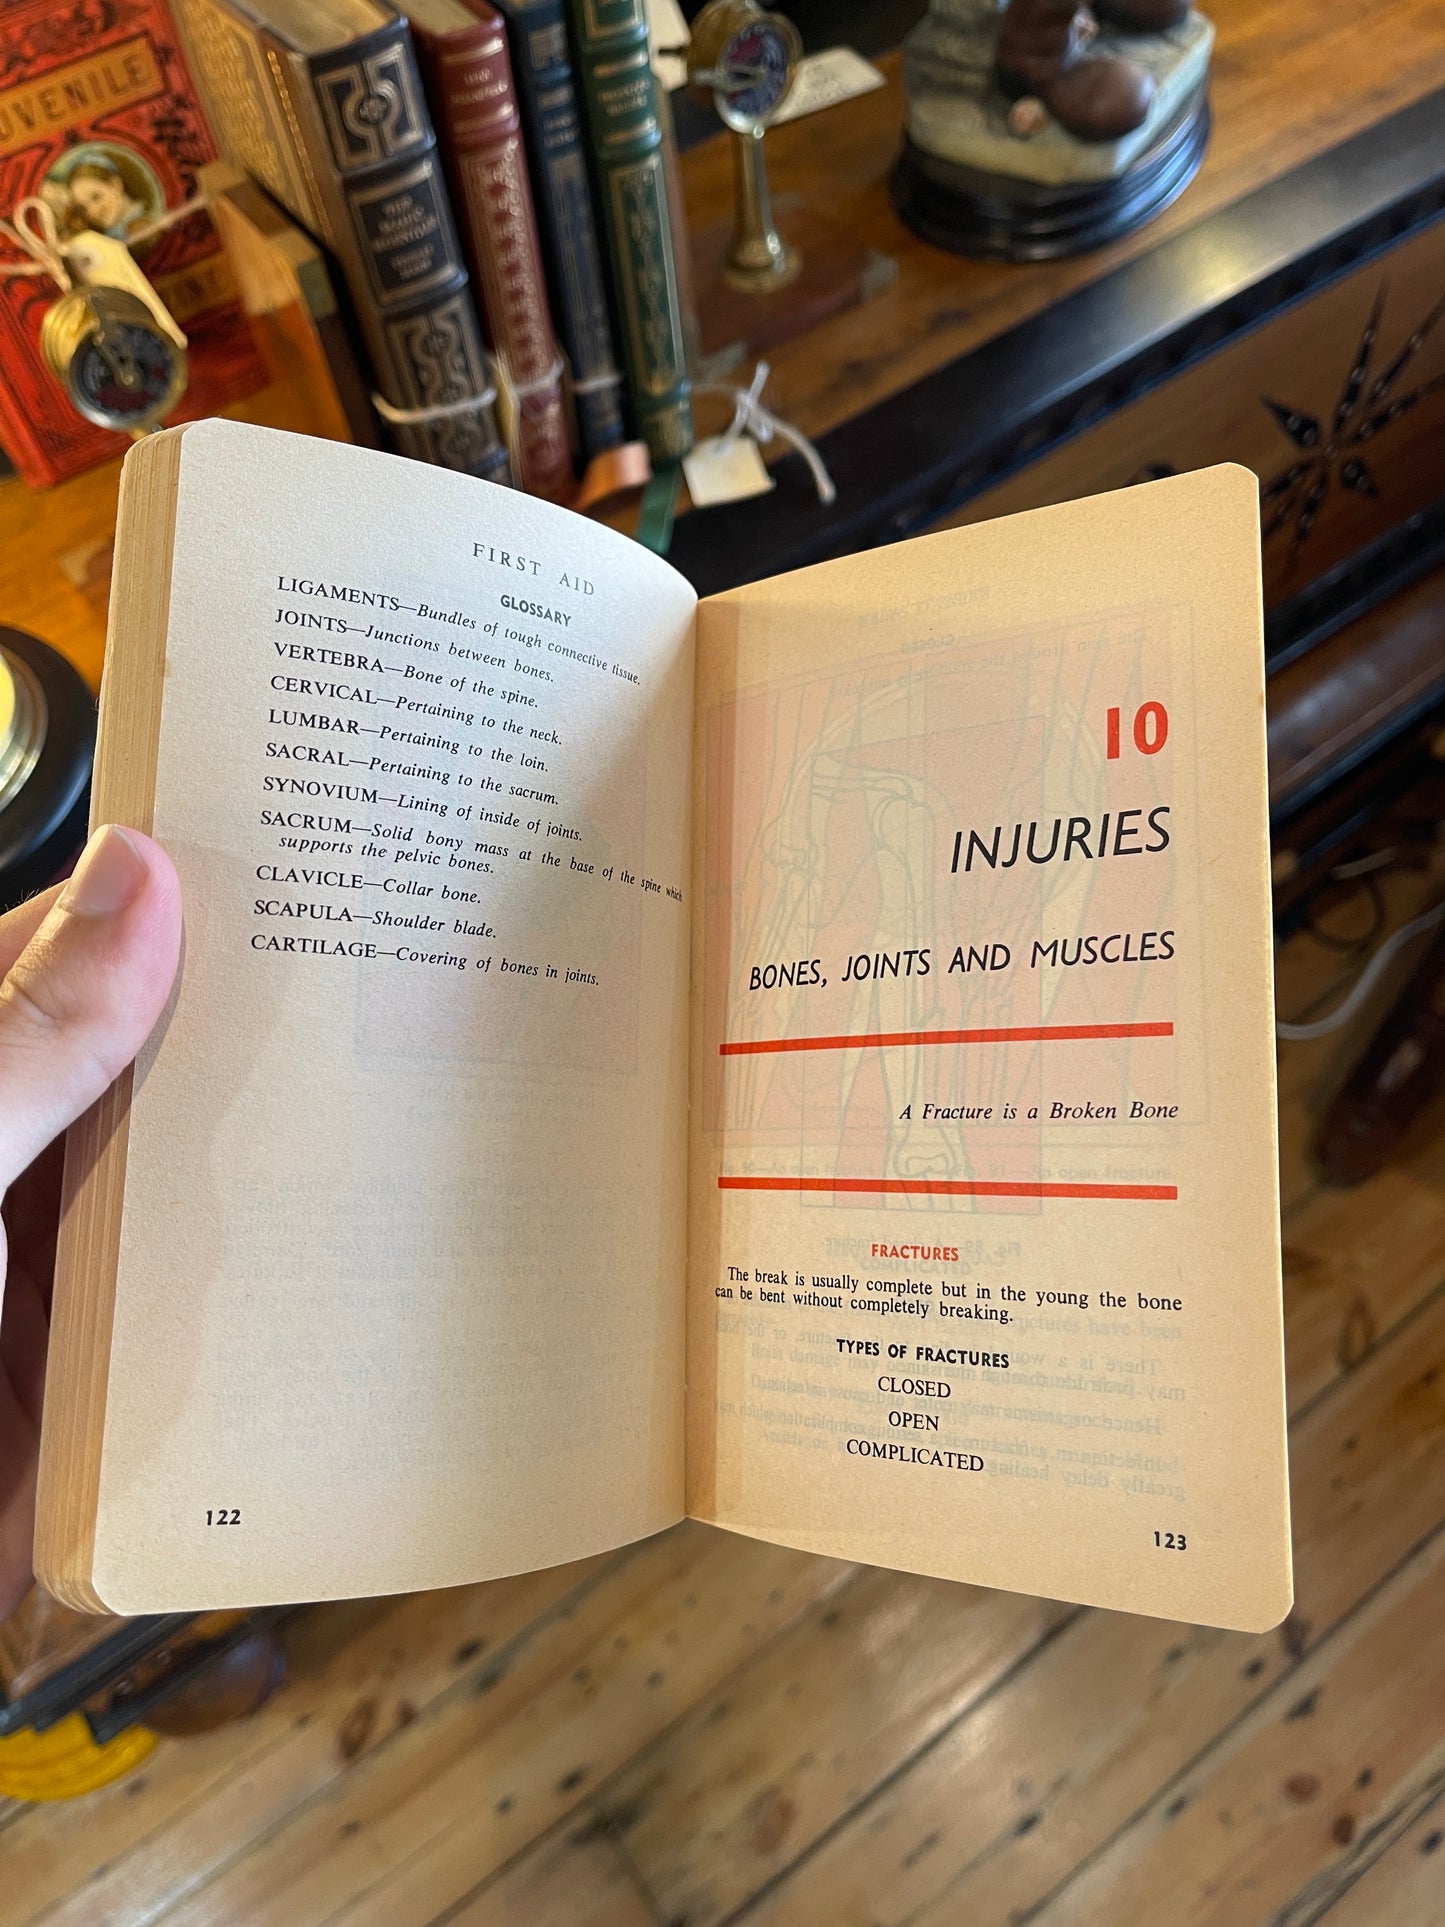 FIRST AID
GLOSSARY
LIGAMENTS—Bundles of tough connective tissue.
JOINTS—Junctions between bones.
VERTEBRA—Bone of the spine.
CERVICAL—Pertaining to the neck.
LUMBAR—Pertaining to the loin.
SACRAL—Pertaining to the sacrum.
SYNOVIUM—Lining of inside of joints.
SACRUM—Solid bony mass at the base of the spine which
supports the pelvic bones.
CLAVICLE—Collar bone.
SCAPULA—Shoulder blade.
CARTILAGE—Covering of bones in joints.
122
10
INJURIES
BONES, JOINTS AND MUSCLES
A Fracture is a Broken Bone
FRACTURES
The break is usually complete but in the young the bone
can be bent without completely breaking.
TYPES OF FRACTURES
CLOSED
OPEN
COMPLICATED
123
UVENILE